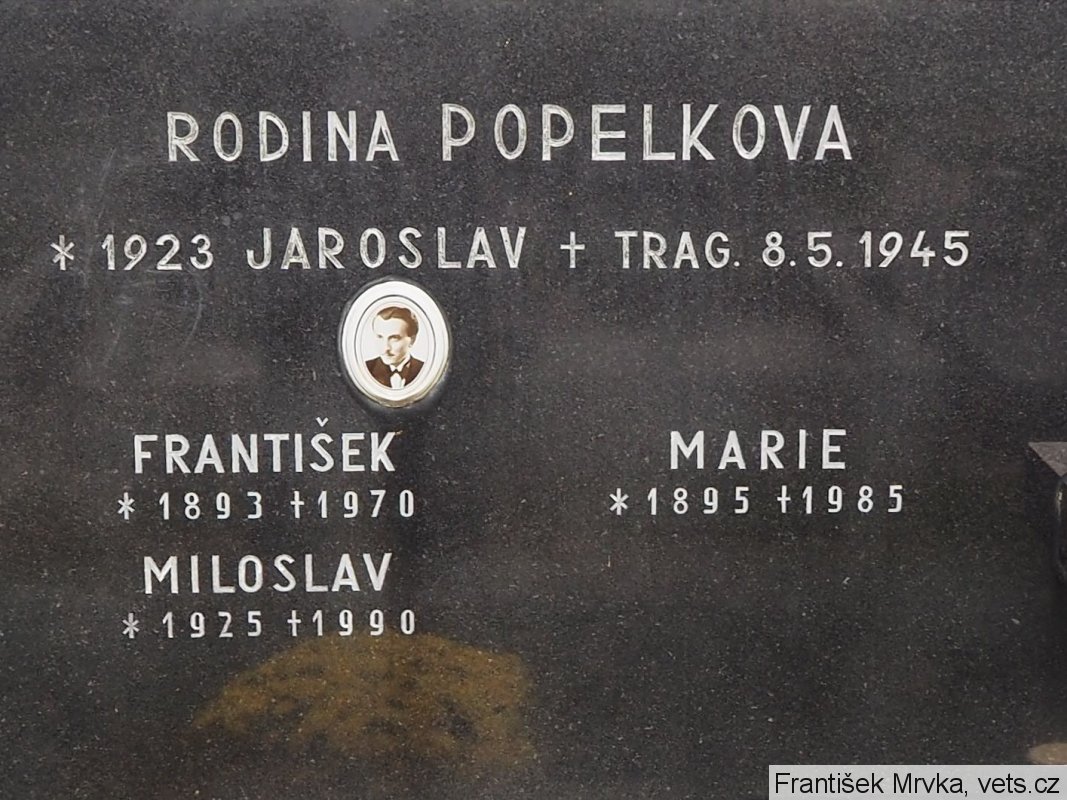 RODINA POPELKOVA
* 1923 JAROSLAV † TRAG. 8.5.1945
FRANTIŠEK
* 1893 † 1970
MARIE
* 1895 † 1985
MILOSLAV
* 1925 † 1990
František Mrvka, vets.cz